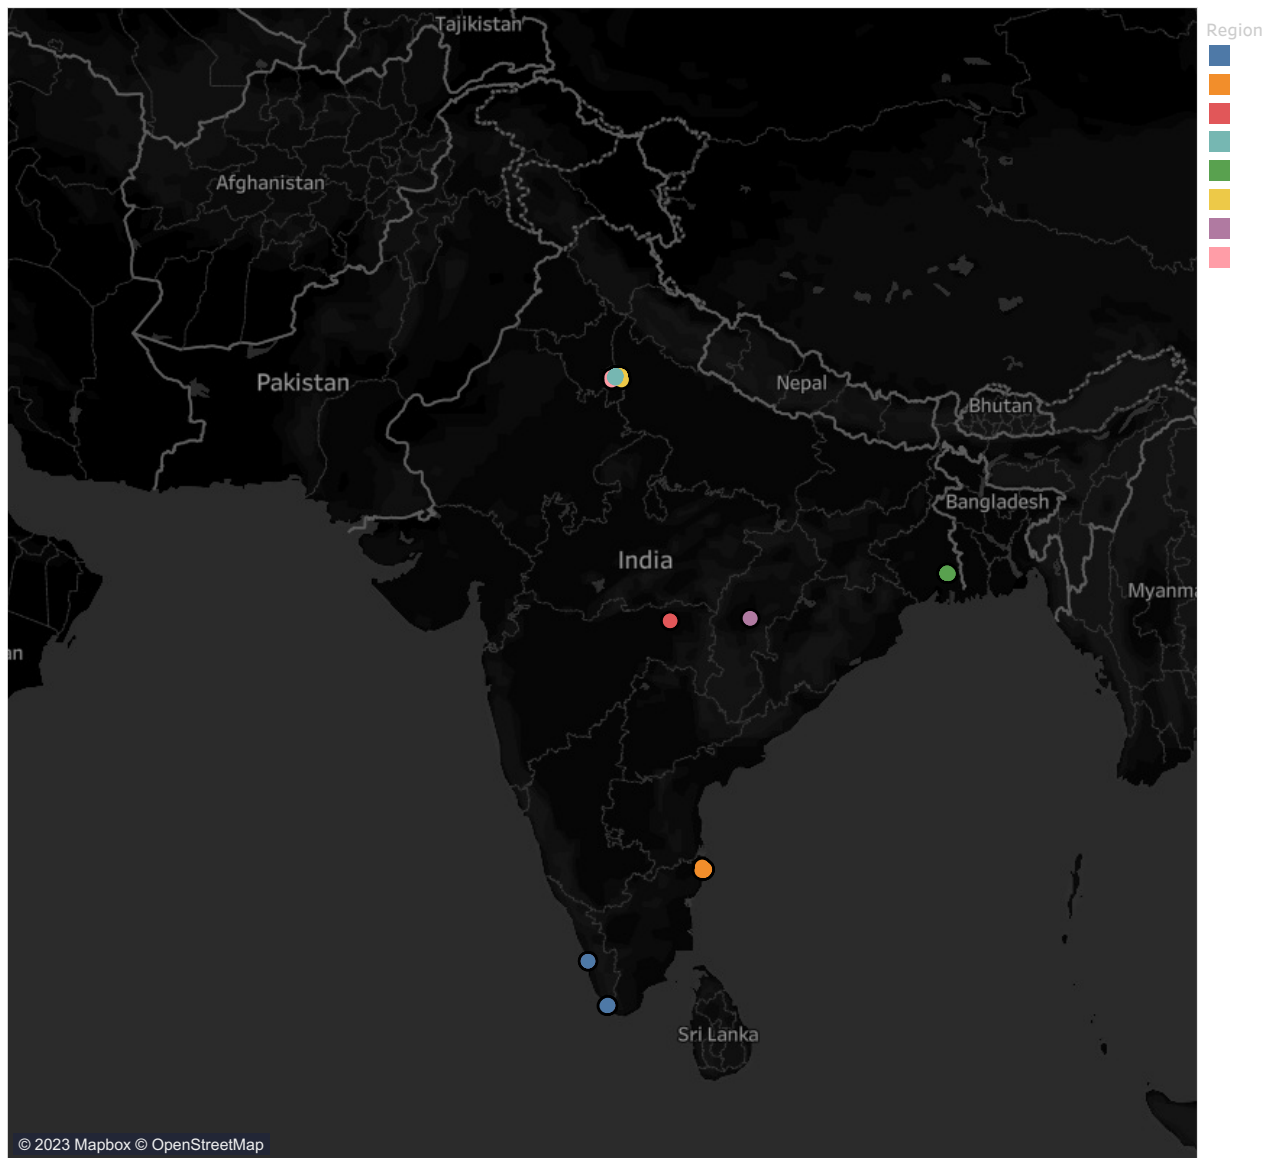 Tajikistan
Region
Afghanistan
Pakistan
Nepal
Bhutan
Bangladesh
India
Myanma
an
Sri Lanka
© 2023 Mapbox © OpenStreetMap